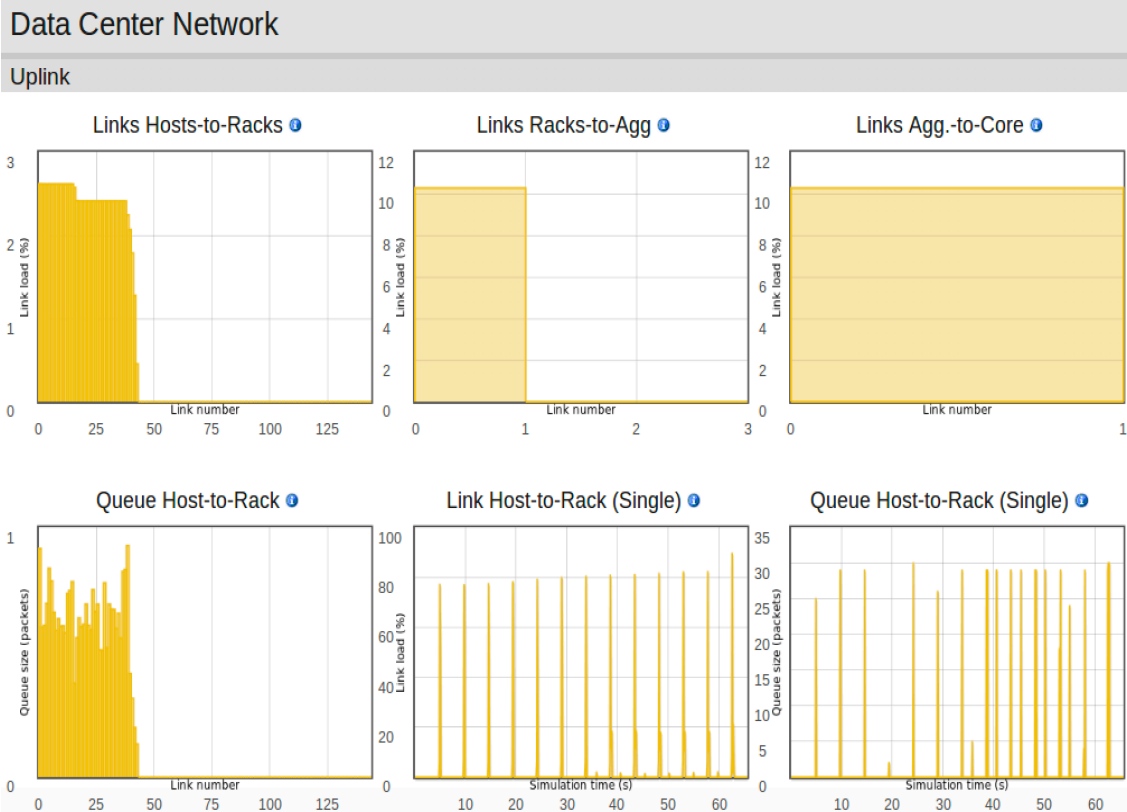 Data Center Network
Uplink
Links Hosts-to-Racks
3
2
1
0
Link load (%)
Link number
0 25 50 75 100 125
Links Racks-to-Agg
12
10
8
6
4
2
0
Link load (%)
Link number
0 1 2 3
Links Agg.-to-Core
12
10
8
6
4
2
0
Link load (%)
Link number
0 1
Queue Host-to-Rack
1
0
Queue size (packets)
Link number
0 25 50 75 100 125
Link Host-to-Rack (Single)
100
80
60
40
20
0
Link load (%)
Simulation time (s)
10 20 30 40 50 60
Queue Host-to-Rack (Single)
35
30
25
20
15
10
5
0
Queue size (packets)
Simulation time (s)
10 20 30 40 50 60